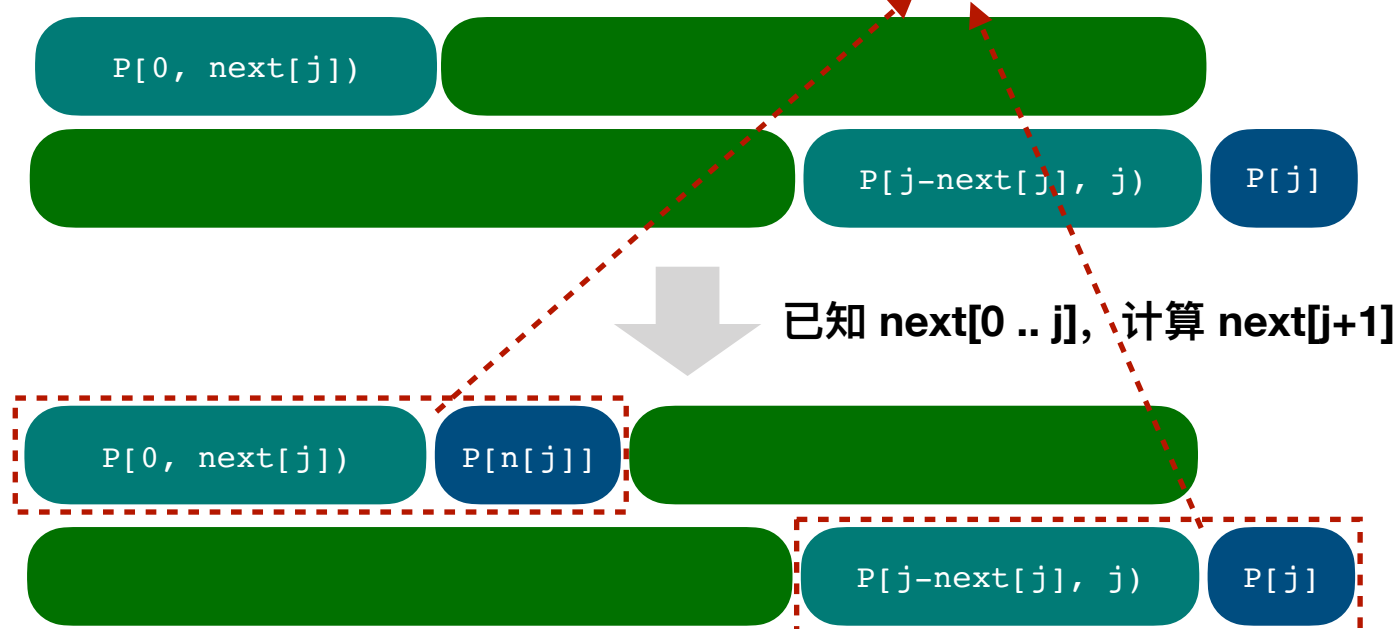 P[0, next[j])
P[j-next[j], j)
P[j]
已知 next[0 .. j]，计算 next[j+1]
P[0, next[j])
P[n[j]]
P[j-next[j], j)
P[j]